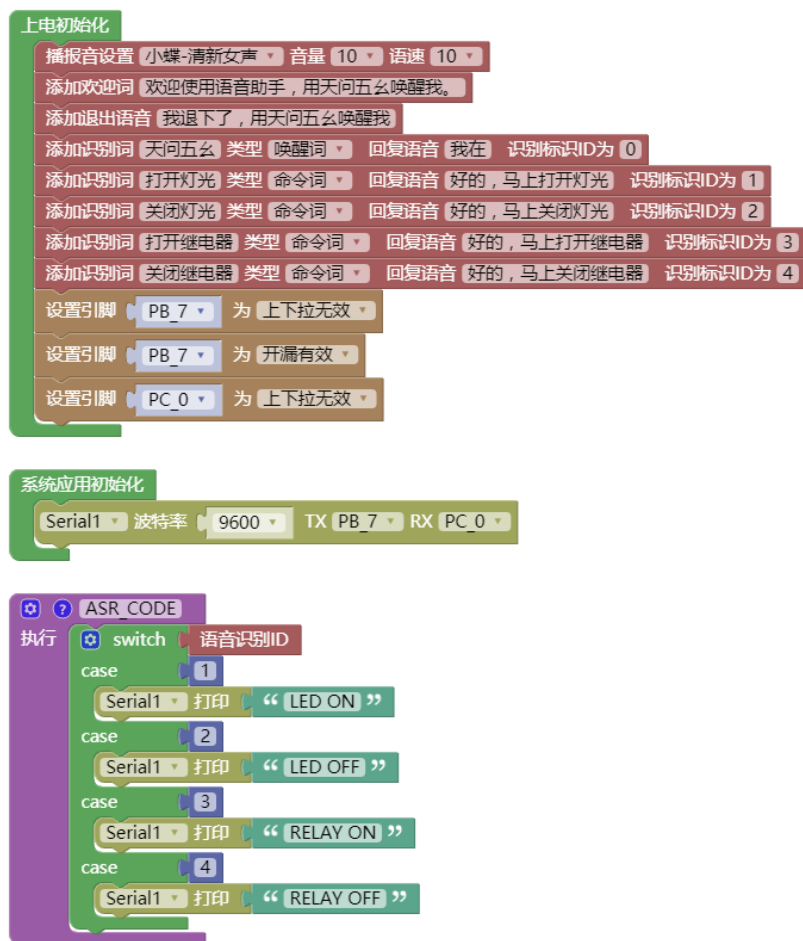 上电初始化
播报音设置 小蝶-清新女声 音量 10 语速 10
添加欢迎词 欢迎使用语音助手，用天问五幺唤醒我。
添加退出语音 我退下了，用天问五幺唤醒我
添加识别词 天问五幺 类型 唤醒词 回复语音 我在 识别标识ID为 0
添加识别词 打开灯光 类型 命令词 回复语音 好的，马上打开灯光 识别标识ID为 1
添加识别词 关闭灯光 类型 命令词 回复语音 好的，马上关闭灯光 识别标识ID为 2
添加识别词 打开继电器 类型 命令词 回复语音 好的，马上打开继电器 识别标识ID为 3
添加识别词 关闭继电器 类型 命令词 回复语音 好的，马上关闭继电器 识别标识ID为 4
设置引脚 PB_7 为 上下拉无效
设置引脚 PB_7 为 开漏有效
设置引脚 PC_0 为 上下拉无效
系统应用初始化
Serial1 波特率 9600 TX PB_7 RX PC_0
? ASR_CODE
执行 switch 语音识别ID
case 1
Serial1 打印 “ LED ON ”
case 2
Serial1 打印 “ LED OFF ”
case 3
Serial1 打印 “ RELAY ON ”
case 4
Serial1 打印 “ RELAY OFF ”